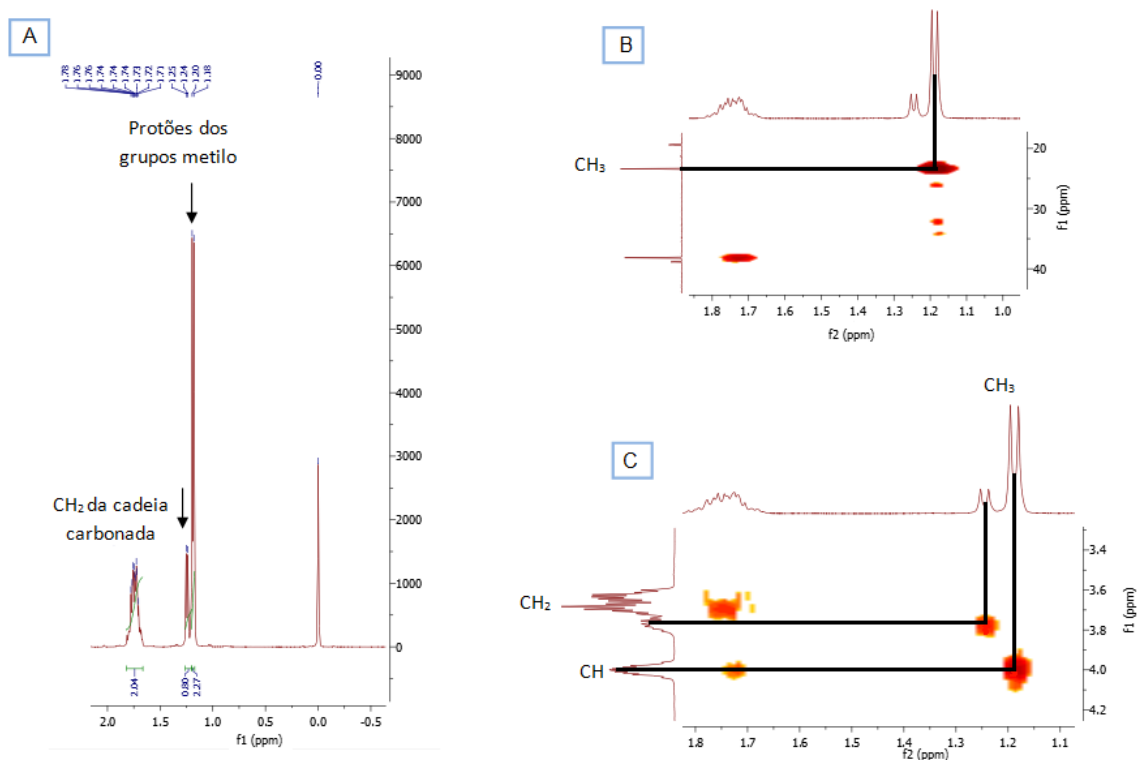 A
1.78
1.76
1.76
1.74
1.74
1.74
1.73
1.72
1.71
1.25
1.24
1.20
1.18
0.00
Protões dos
grupos metilo
CH₂ da cadeia
carbonada
9000
8000
7000
6000
5000
4000
3000
2000
1000
0
2.04
0.80
2.27
2.0 1.5 1.0 0.5 0.0 -0.5
f1 (ppm)
B
CH₃
20
30
40
f1 (ppm)
1.8 1.7 1.6 1.5 1.4 1.3 1.2 1.1 1.0
f2 (ppm)
C
CH₃
CH₂
CH
3.4
3.6
3.8
4.0
4.2
f1 (ppm)
1.8 1.7 1.6 1.5 1.4 1.3 1.2 1.1
f2 (ppm)